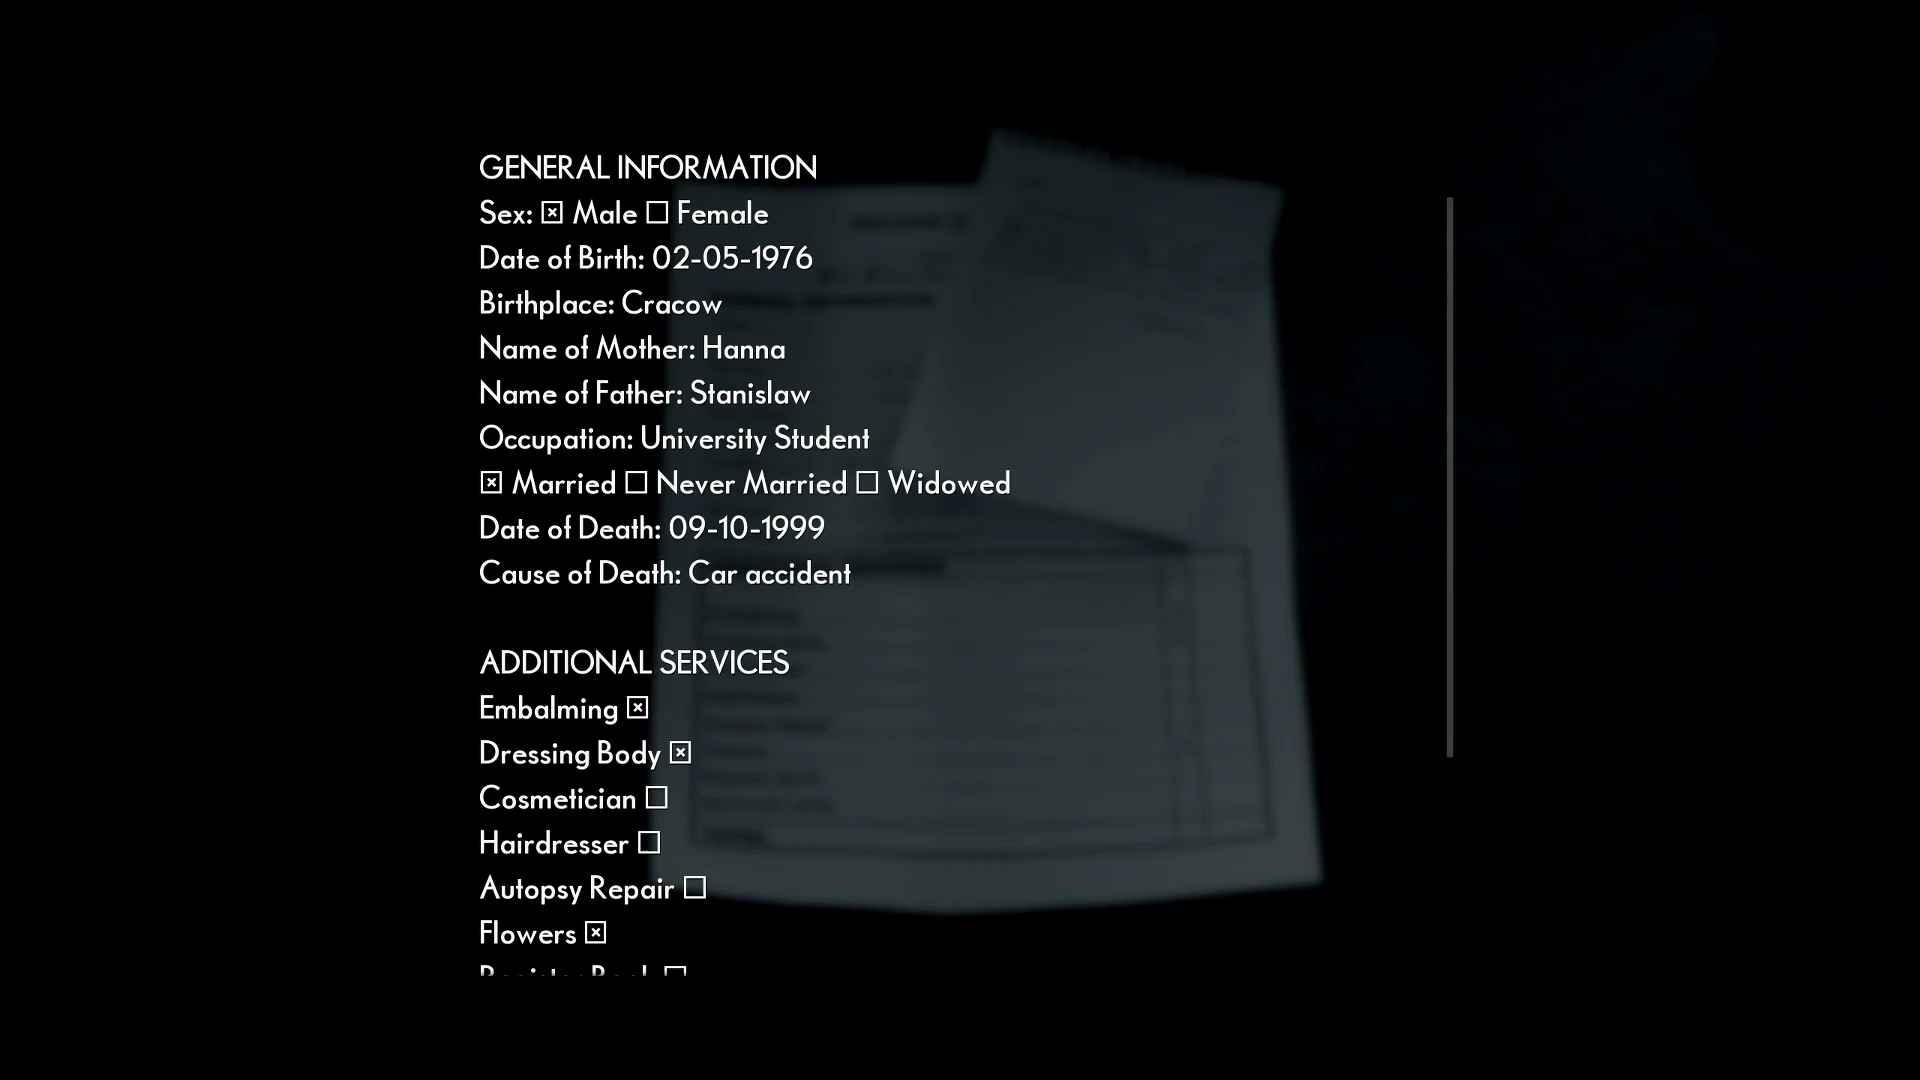 GENERAL INFORMATION
Sex: ☒ Male ☐ Female
Date of Birth: 02-05-1976
Birthplace: Cracow
Name of Mother: Hanna
Name of Father: Stanislaw
Occupation: University Student
☒ Married ☐ Never Married ☐ Widowed
Date of Death: 09-10-1999
Cause of Death: Car accident
ADDITIONAL SERVICES
Embalming ☒
Dressing Body ☒
Cosmetician ☐
Hairdresser ☐
Autopsy Repair ☐
Flowers ☒
Register Book ☐